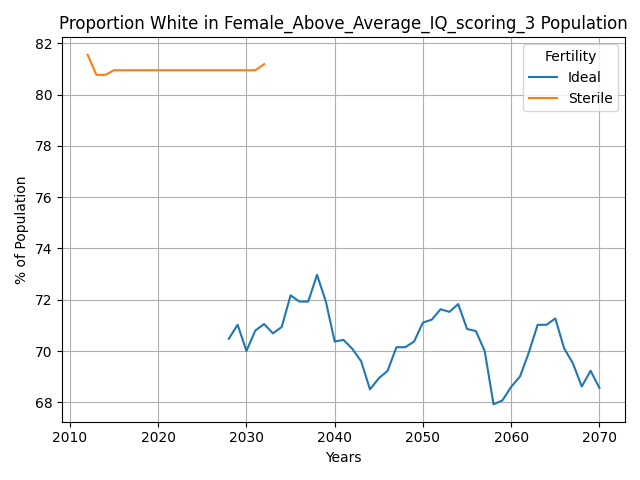 Proportion White in Female_Above_Average_IQ_scoring_3 Population
82
80
78
76
74
72
70
68
% of Population
Fertility
Ideal
Sterile
2010 2020 2030 2040 2050 2060 2070
Years